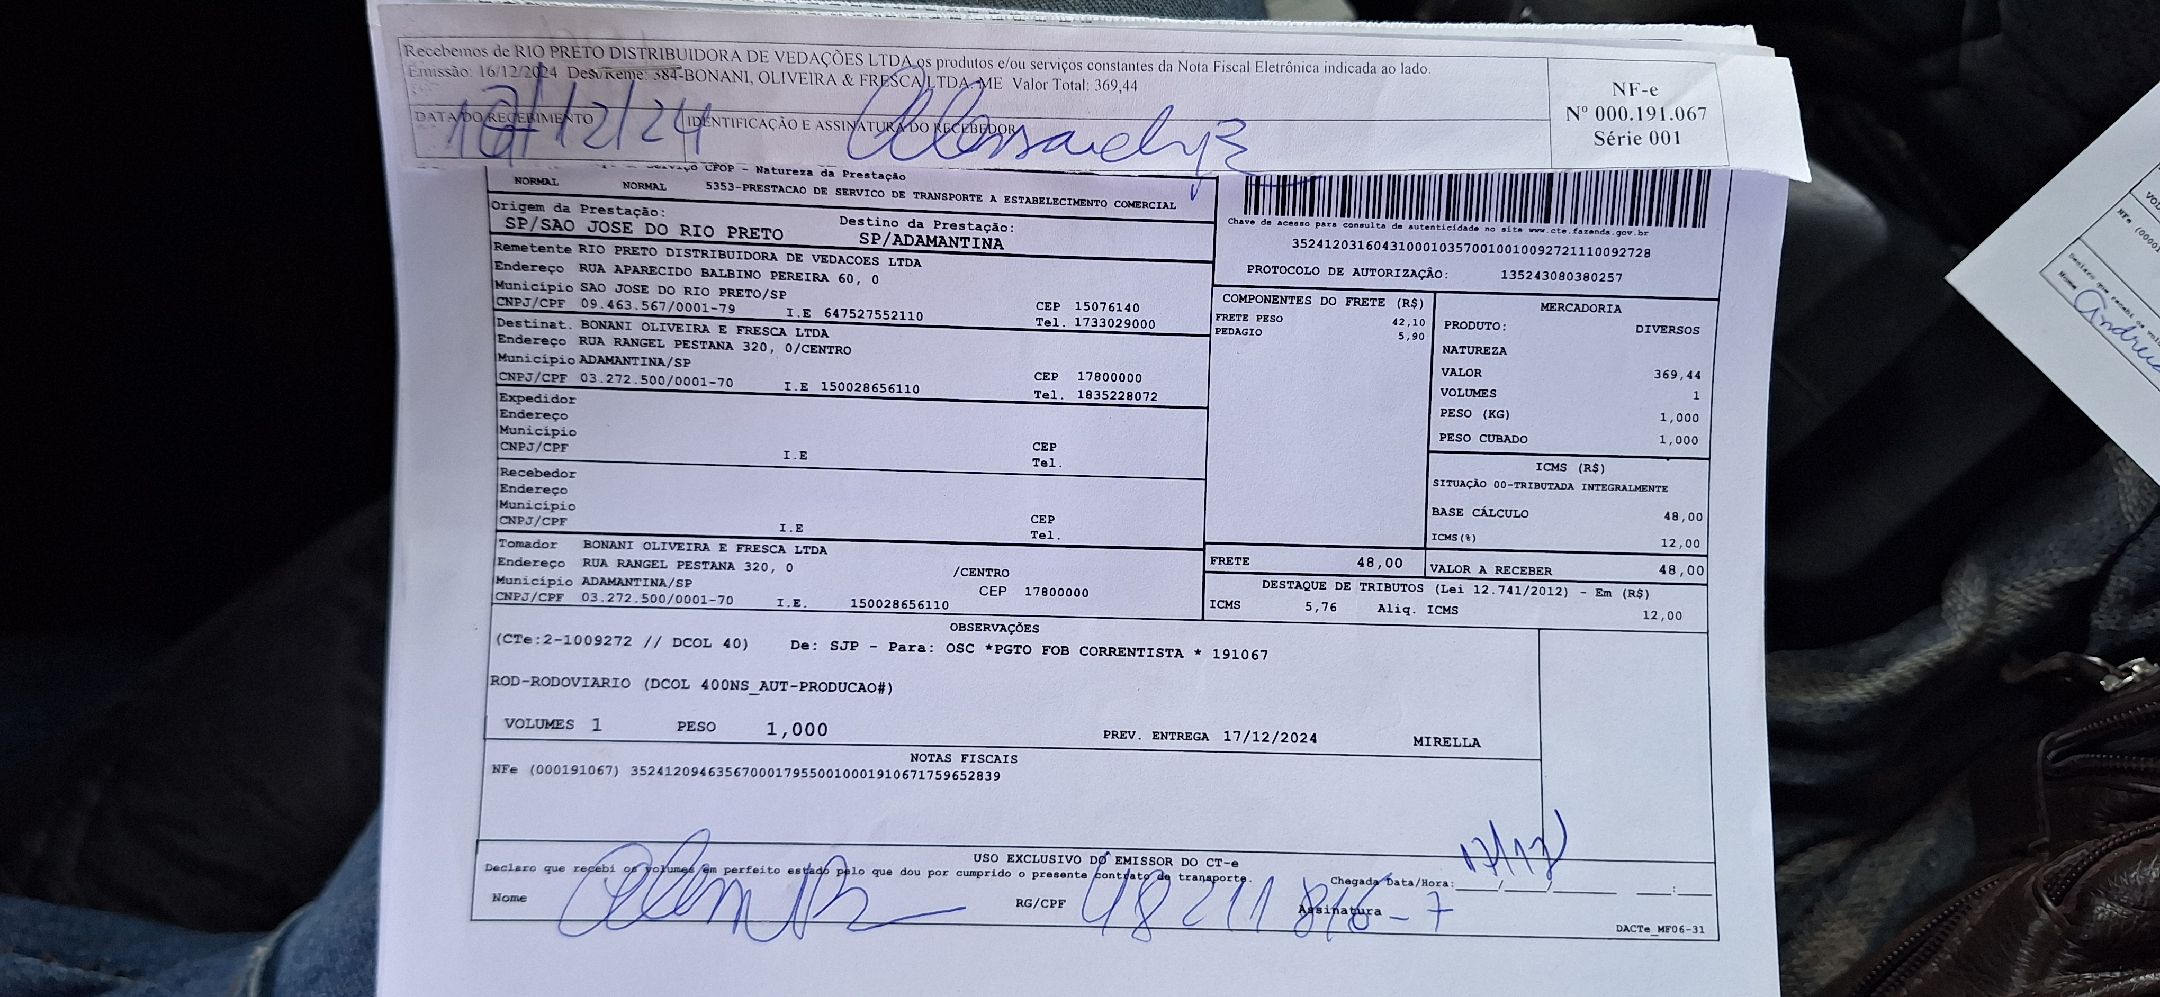 Recebemos de RIO PRETO DISTRIBUIDORA DE VEDAÇÕES LTDA os produtos e/ou serviços constantes da Nota Fiscal Eletrônica indicada ao lado.
Emissão: 16/12/2024 Dest/Reme: 384-BONANI, OLIVEIRA & FRESCA LTDA. ME Valor Total: 369,44
DATA DO RECEBIMENTO IDENTIFICAÇÃO E ASSINATURA DO RECEBEDOR
/12/24
NF-e
Nº 000.191.067
Série 001
CFOP - Natureza da Prestação
NORMAL NORMAL 5353-PRESTACAO DE SERVICO DE TRANSPORTE A ESTABELECIMENTO COMERCIAL
Origem da Prestação: Destino da Prestação:
SP/SAO JOSE DO RIO PRETO SP/ADAMANTINA
Remetente RIO PRETO DISTRIBUIDORA DE VEDACOES LTDA
Endereço RUA APARECIDO BALBINO PEREIRA 60, 0
Município SAO JOSE DO RIO PRETO/SP CEP 15076140
CNPJ/CPF 09.463.567/0001-79 I.E 647527552110 Tel. 1733029000
Destinat. BONANI OLIVEIRA E FRESCA LTDA
Endereço RUA RANGEL PESTANA 320, 0/CENTRO
Município ADAMANTINA/SP CEP 17800000
CNPJ/CPF 03.272.500/0001-70 I.E 150028656110 Tel. 1835228072
Expedidor
Endereço
Município CEP
CNPJ/CPF I.E Tel.
Recebedor
Endereço
Município CEP
CNPJ/CPF I.E Tel.
Tomador BONANI OLIVEIRA E FRESCA LTDA
Endereço RUA RANGEL PESTANA 320, 0 /CENTRO
Município ADAMANTINA/SP CEP 17800000
CNPJ/CPF 03.272.500/0001-70 I.E. 150028656110
Chave de acesso para consulta de autenticidade no site www.cte.fazenda.gov.br
35241203160431000103570010010092721110092728
PROTOCOLO DE AUTORIZAÇÃO: 135243080380257
COMPONENTES DO FRETE (R$)
FRETE PESO 42,10
PEDAGIO 5,90
MERCADORIA
PRODUTO: DIVERSOS
NATUREZA
VALOR 369,44
VOLUMES 1
PESO (KG) 1,000
PESO CUBADO 1,000
ICMS (R$)
SITUAÇÃO 00-TRIBUTADA INTEGRALMENTE
BASE CÁLCULO 48,00
ICMS(%) 12,00
FRETE 48,00 VALOR A RECEBER 48,00
DESTAQUE DE TRIBUTOS (Lei 12.741/2012) - Em (R$)
ICMS 5,76 Aliq. ICMS 12,00
OBSERVAÇÕES
(CTe:2-1009272 // DCOL 40) De: SJP - Para: OSC *PGTO FOB CORRENTISTA * 191067
ROD-RODOVIARIO (DCOL 400NS_AUT-PRODUCAO#)
VOLUMES 1 PESO 1,000 PREV. ENTREGA 17/12/2024 MIRELLA
NOTAS FISCAIS
NFe (000191067) 35241209463567000179550010001910671759652839
USO EXCLUSIVO DO EMISSOR DO CT-e
Declaro que recebi os volumes em perfeito estado pelo que dou por cumprido o presente contrato de transporte.
Chegada Data/Hora:___/___/___ __:__
17/12
Nome RG/CPF 48211816-7 Assinatura
DACTe_MF06-31